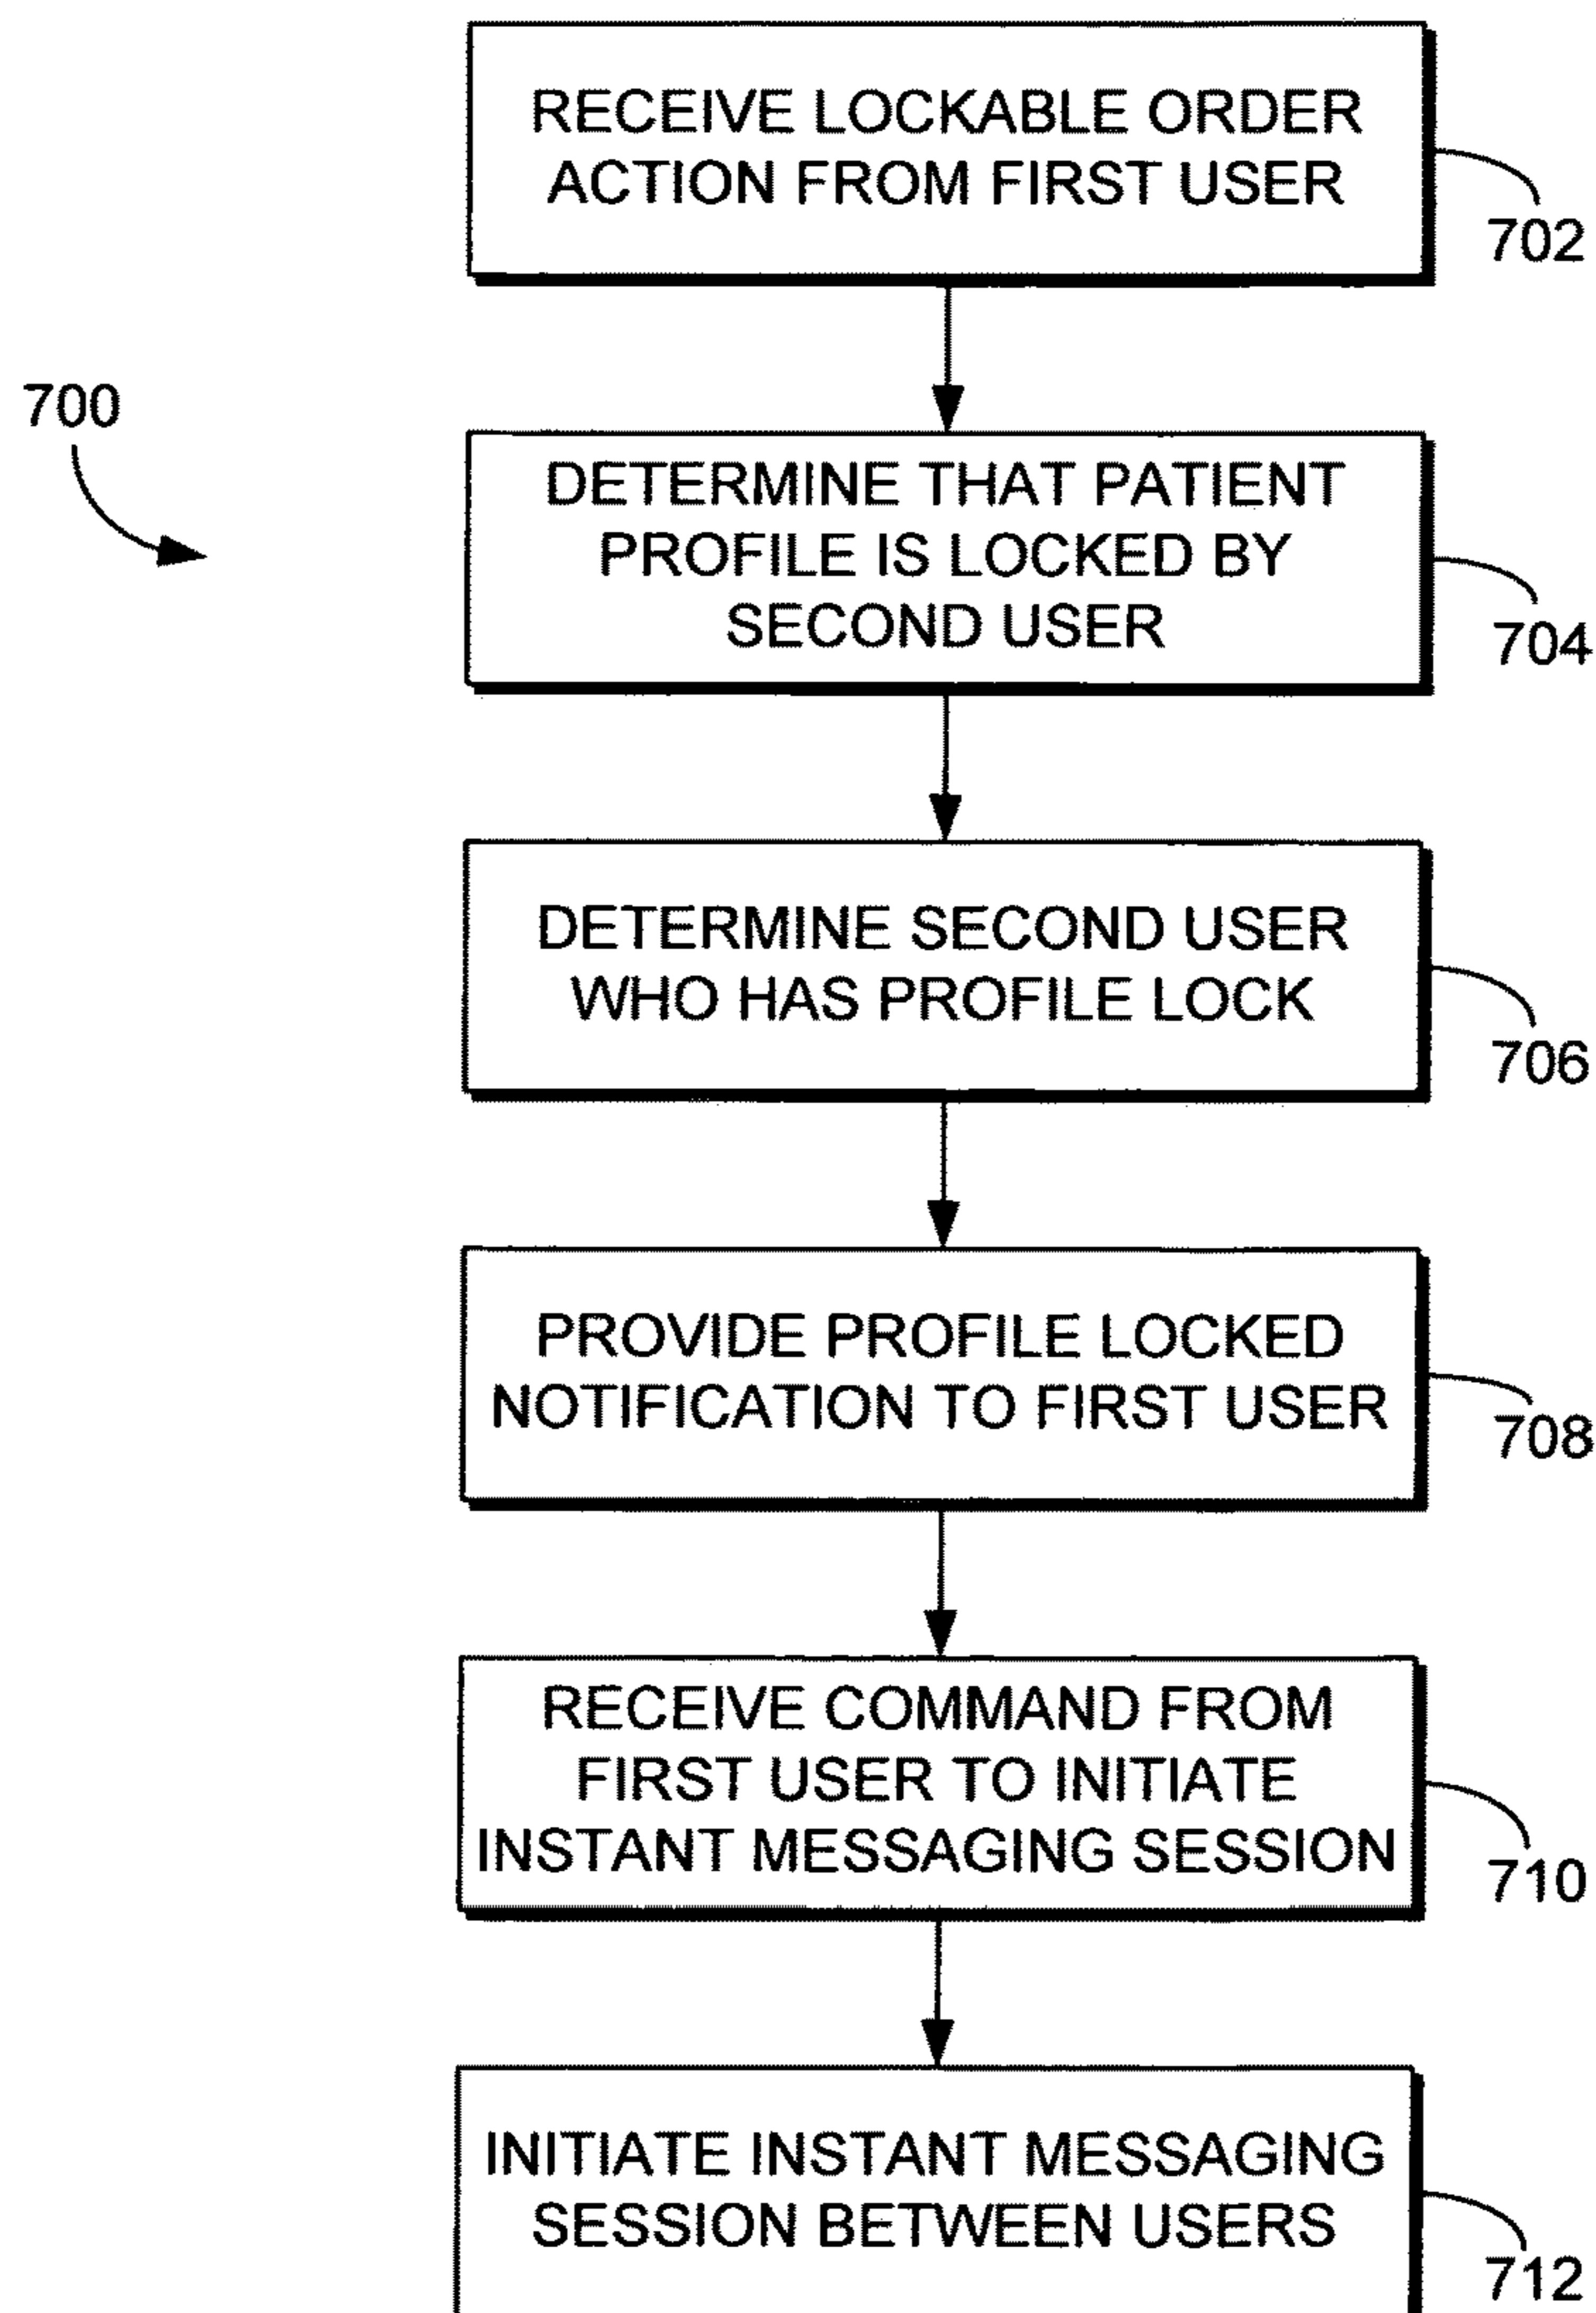 RECEIVE LOCKABLE ORDER
ACTION FROM FIRST USER
702
700
DETERMINE THAT PATIENT
PROFILE IS LOCKED BY
SECOND USER
704
DETERMINE SECOND USER
WHO HAS PROFILE LOCK
706
PROVIDE PROFILE LOCKED
NOTIFICATION TO FIRST USER
708
RECEIVE COMMAND FROM
FIRST USER TO INITIATE
INSTANT MESSAGING SESSION
710
INITIATE INSTANT MESSAGING
SESSION BETWEEN USERS
712